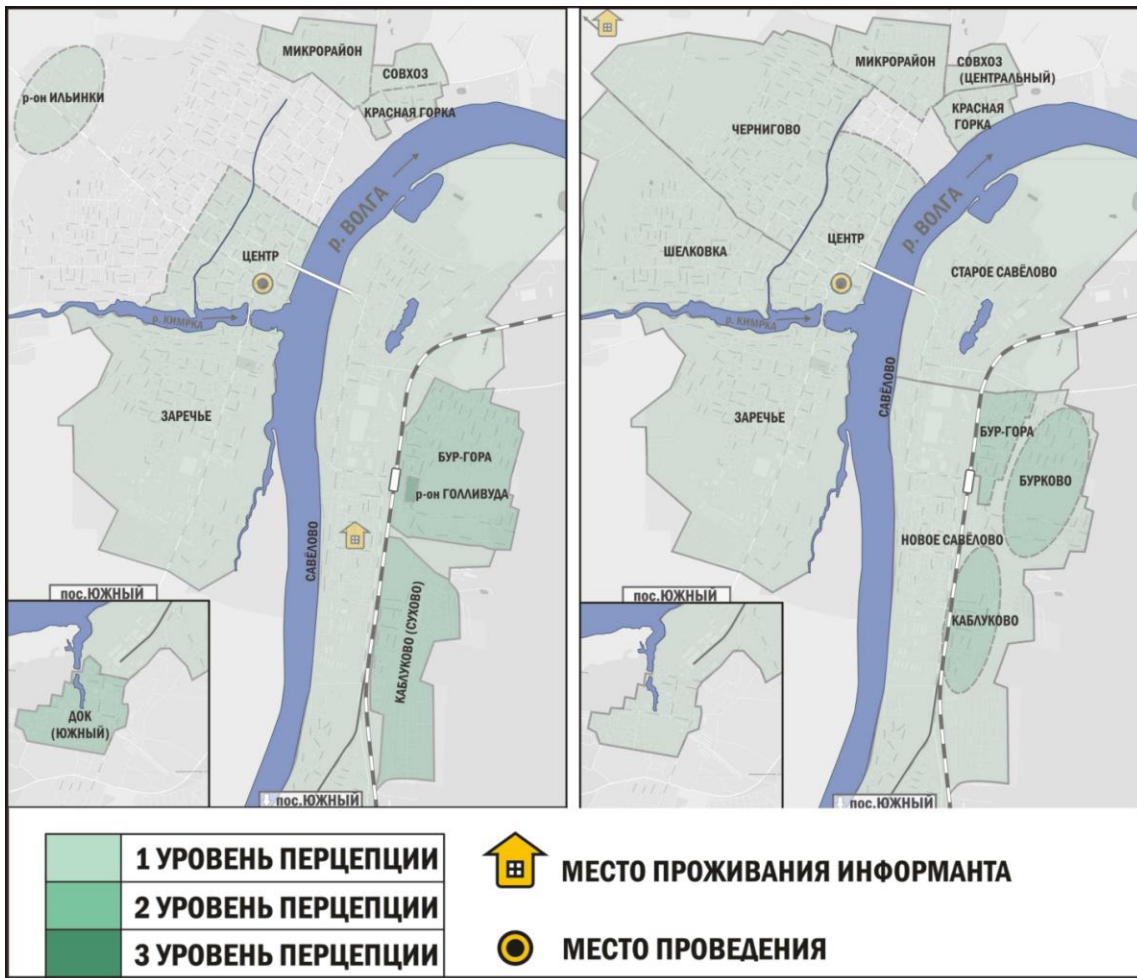 МИКРОРАЙОН
СОВХОЗ
р-он ИЛЬИНКИ
КРАСНАЯ ГОРКА
р. ВОЛГА
ЦЕНТР
р. КИМРКА
ЗАРЕЧЬЕ
САВЁЛОВО
БУР-ГОРА
р-он ГОЛЛИВУДА
КАБЛУКОВО (СУХОВО)
пос.ЮЖНЫЙ
ДОК
(ЮЖНЫЙ)
пос.ЮЖНЫЙ
МИКРОРАЙОН
СОВХОЗ
(ЦЕНТРАЛЬНЫЙ)
КРАСНАЯ
ГОРКА
ЧЕРНИГОВО
р. ВОЛГА
ЦЕНТР
ШЕЛКОВКА
СТАРОЕ САВЁЛОВО
р. КИМРКА
САВЁЛОВО
ЗАРЕЧЬЕ
БУР-ГОРА
БУРКОВО
НОВОЕ САВЁЛОВО
КАБЛУКОВО
пос.ЮЖНЫЙ
пос.ЮЖНЫЙ
1 УРОВЕНЬ ПЕРЦЕПЦИИ
2 УРОВЕНЬ ПЕРЦЕПЦИИ
3 УРОВЕНЬ ПЕРЦЕПЦИИ
МЕСТО ПРОЖИВАНИЯ ИНФОРМАНТА
МЕСТО ПРОВЕДЕНИЯ